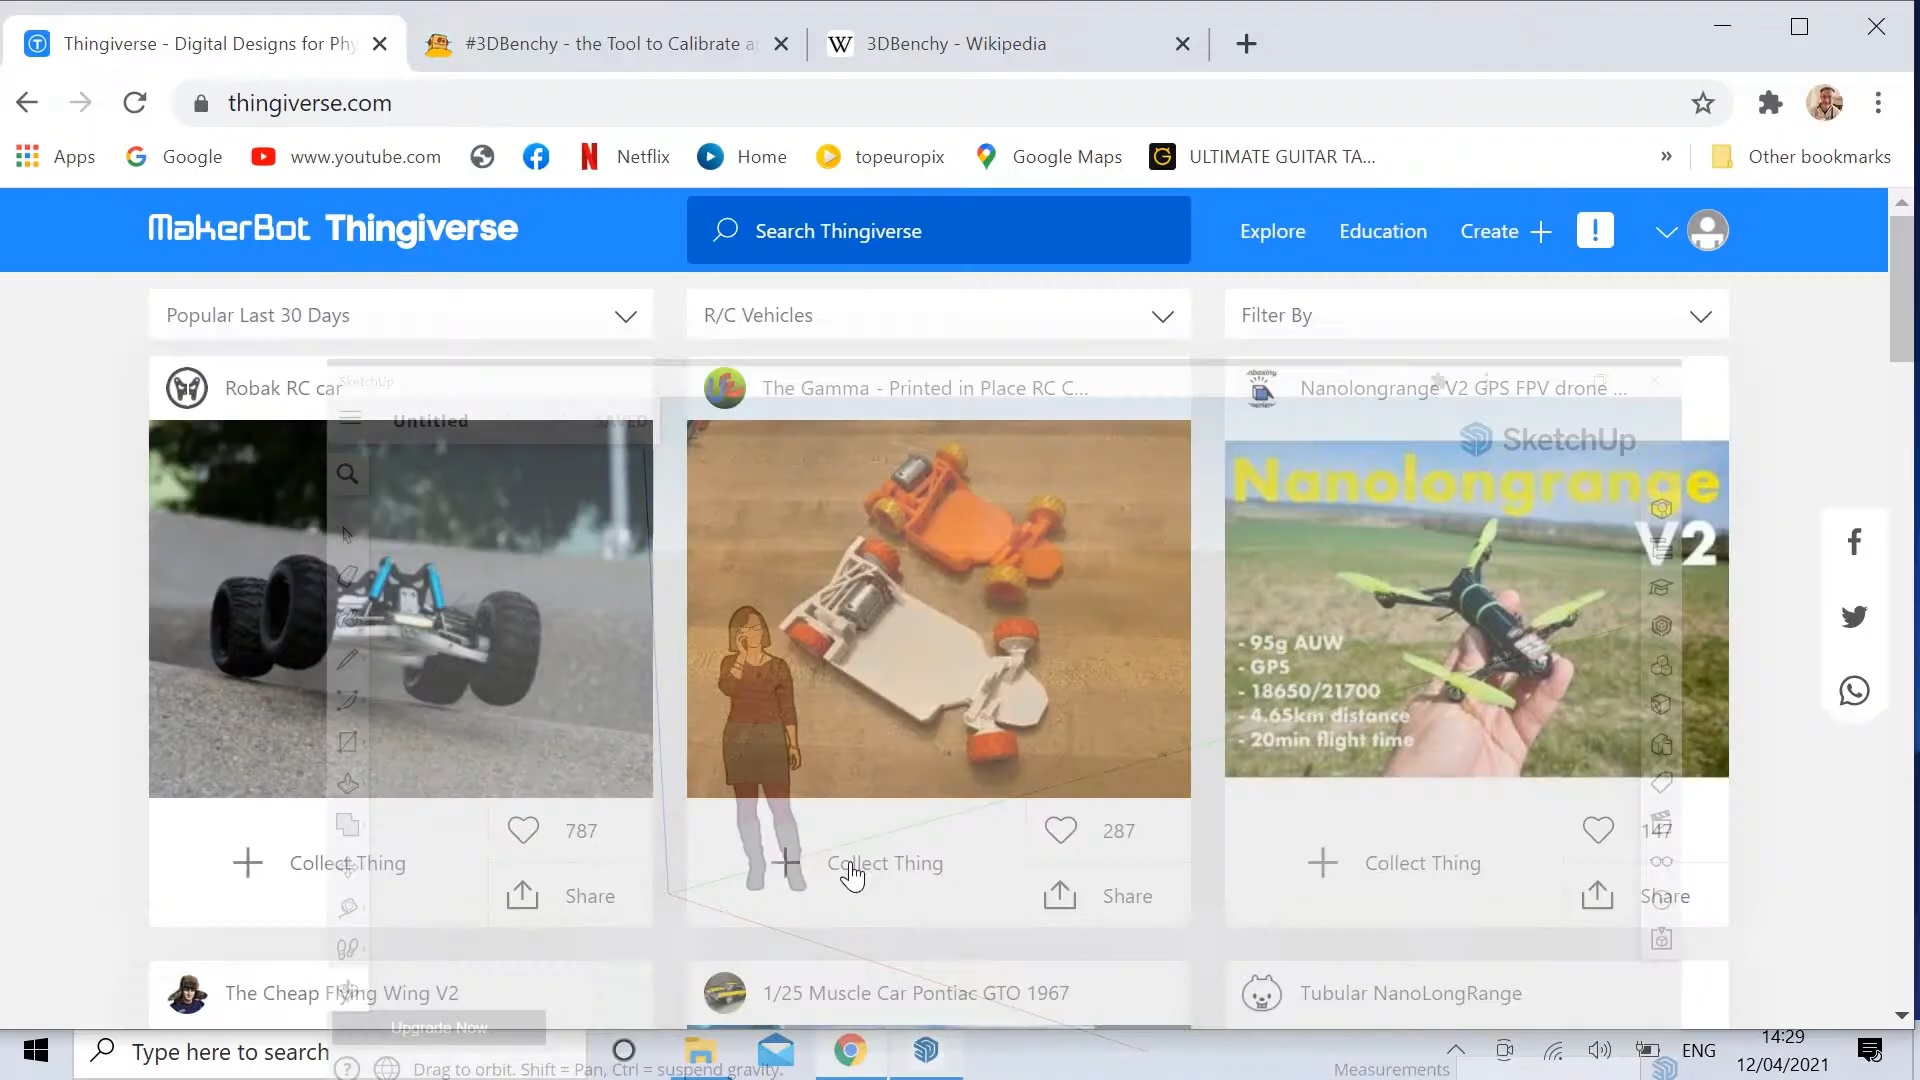 Thingiverse - Digital Designs for Phy
#3DBenchy - the Tool to Calibrate a
3DBenchy - Wikipedia
thingiverse.com
Apps
Google
www.youtube.com
Netflix
Home
topeuropix
Google Maps
ULTIMATE GUITAR TA...
»
Other bookmarks
MakerBot Thingiverse
Search Thingiverse
Explore
Education
Create
Popular Last 30 Days
R/C Vehicles
Filter By
SketchUp
Robak RC car
The Gamma - Printed in Place RC C...
Nanolongrange V2 GPS FPV drone ...
Untitled
SAVED
SketchUp
Nanolongrange
V2
- 95g AUW
- GPS
- 18650/21700
- 4.65km distance
- 20min flight time
787
287
147
Collect Thing
Collect Thing
Collect Thing
Share
Share
Share
The Cheap Flying Wing V2
1/25 Muscle Car Pontiac GTO 1967
Tubular NanoLongRange
Upgrade Now
Type here to search
ENG
14:29
12/04/2021
Drag to orbit. Shift = Pan, Ctrl = suspend gravity.
Measurements